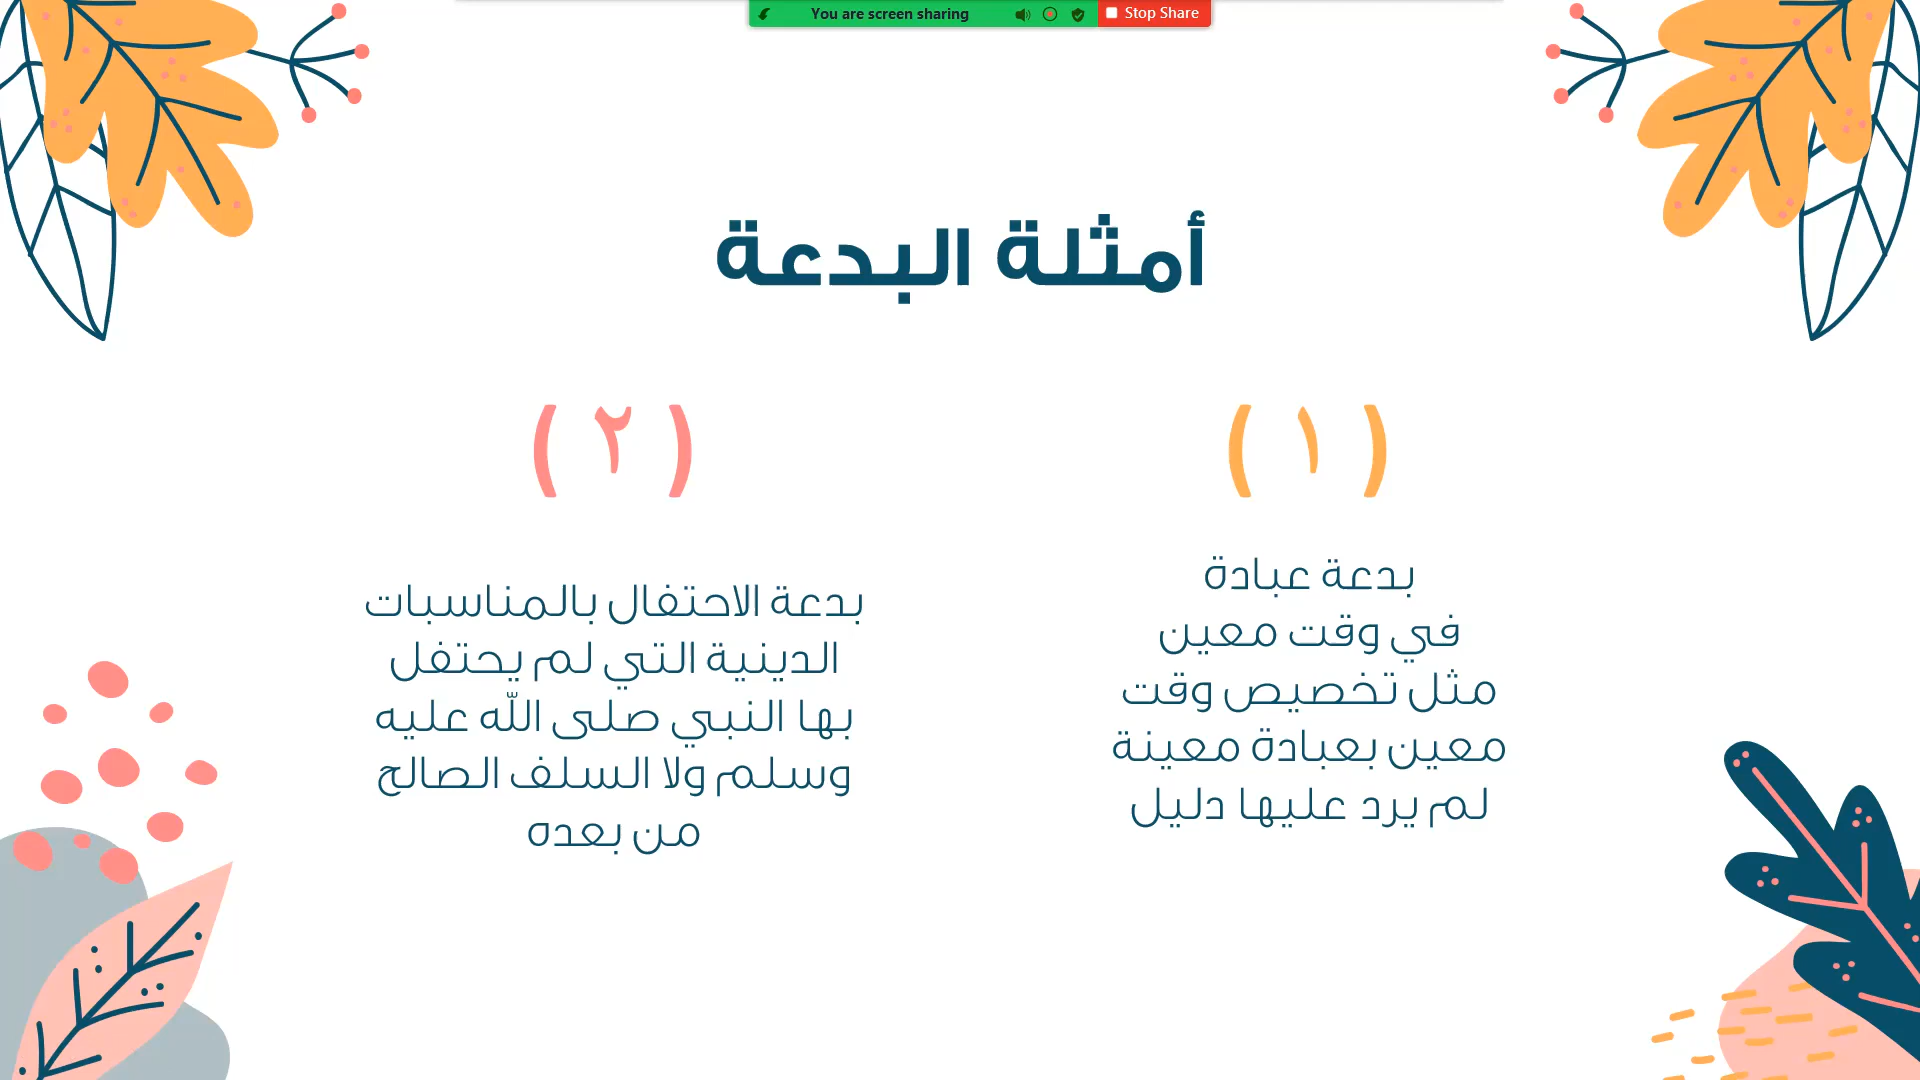 You are screen sharing
Stop Share
أمثلة البدعة
( ١ )
بدعة عبادة
في وقت معين
مثل تخصيص وقت
معين بعبادة معينة
لم يرد عليها دليل
( ٢ )
بدعة الاحتفال بالمناسبات
الدينية التي لم يحتفل
بها النبي صلى الله عليه
وسلم ولا السلف الصالح
من بعده